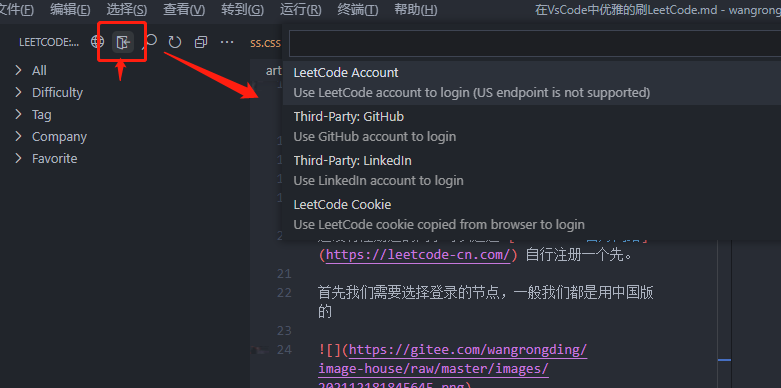 文件(F) 编辑(E) 选择(S) 查看(V) 转到(G) 运行(R) 终端(T) 帮助(H) 在VsCode中优雅的刷LeetCode.md - wangrong
LEETCODE:... ss.css
art
All
Difficulty
Tag
Company
Favorite
LeetCode Account
Use LeetCode account to login (US endpoint is not supported)
Third-Party: GitHub
Use GitHub account to login
Third-Party: LinkedIn
Use LinkedIn account to login
LeetCode Cookie
Use LeetCode cookie copied from browser to login
(https://leetcode-cn.com/) 自行注册一个先。
21
22 首先我们需要选择登录的节点，一般我们都是用中国版
的
23
24 ![](https://gitee.com/wangrongding/
image-house/raw/master/images/
202112181845645.png)